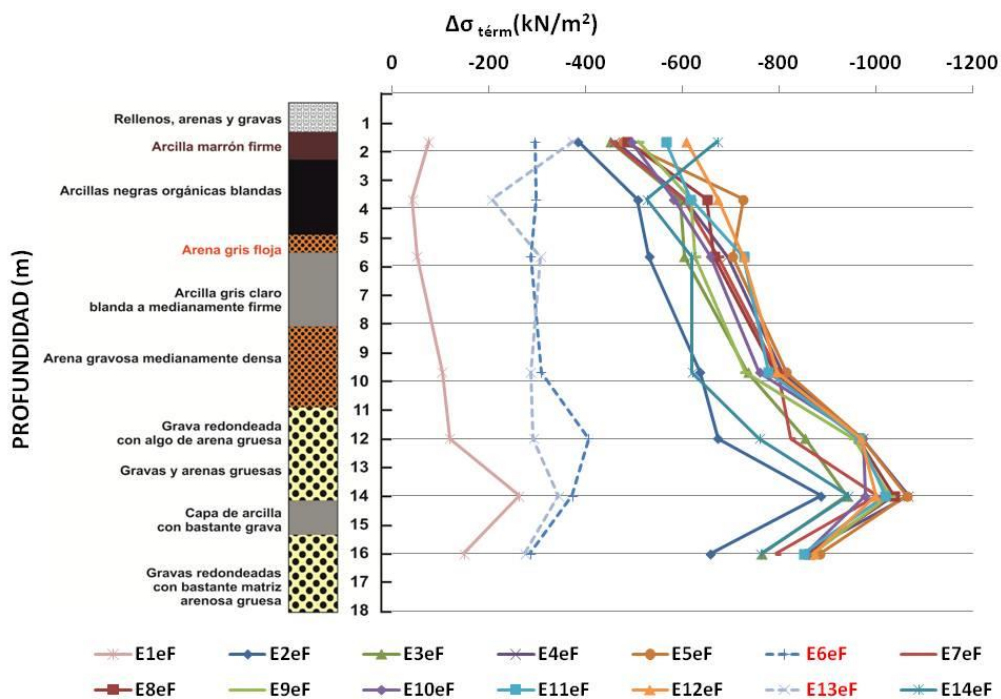 Δσ térm(kN/m²)
0 -200 -400 -600 -800 -1000 -1200
PROFUNDIDAD (m)
Rellenos, arenas y gravas
Arcilla marrón firme
Arcillas negras orgánicas blandas
Arena gris floja
Arcilla gris claro
blanda a medianamente firme
Arena gravosa medianamente densa
Grava redondeada
con algo de arena gruesa
Gravas y arenas gruesas
Capa de arcilla
con bastante grava
Gravas redondeadas
con bastante matriz
arenosa gruesa
1
2
3
4
5
6
7
8
9
10
11
12
13
14
15
16
17
18
E1eF E2eF E3eF E4eF E5eF E6eF E7eF
E8eF E9eF E10eF E11eF E12eF E13eF E14eF